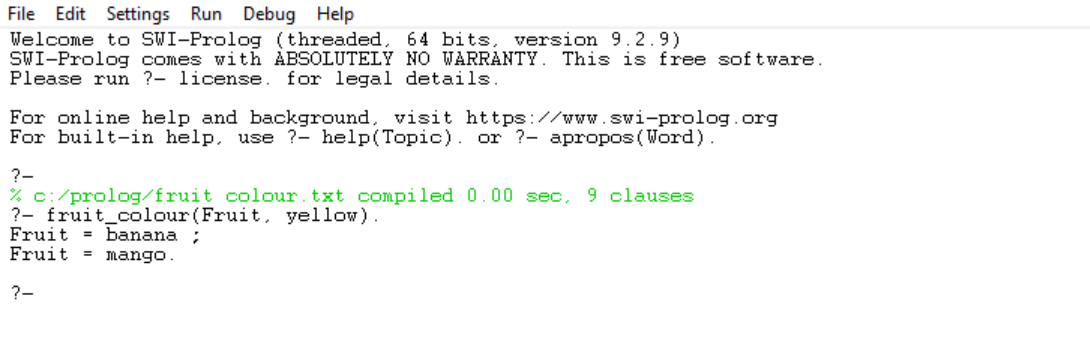 File Edit Settings Run Debug Help
Welcome to SWI-Prolog (threaded, 64 bits, version 9.2.9)
SWI-Prolog comes with ABSOLUTELY NO WARRANTY. This is free software.
Please run ?- license. for legal details.
For online help and background, visit https://www.swi-prolog.org
For built-in help, use ?- help(Topic). or ?- apropos(Word).
?-
% c:/prolog/fruit colour.txt compiled 0.00 sec, 9 clauses
?- fruit_colour(Fruit, yellow).
Fruit = banana ;
Fruit = mango.
?-